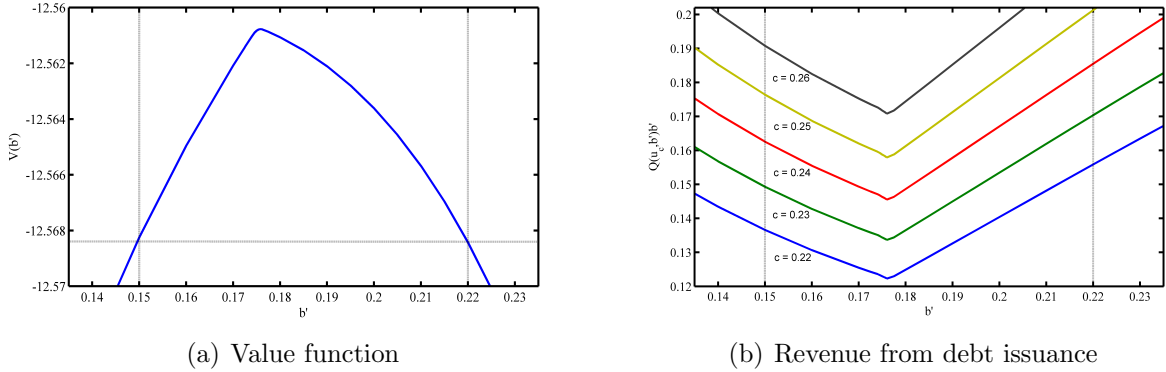 -12.56
-12.562
-12.564
-12.566
-12.568
-12.57
V(b')
0.14 0.15 0.16 0.17 0.18 0.19 0.2 0.21 0.22 0.23
b'
(a) Value function
0.2
0.19
0.18
0.17
0.16
0.15
0.14
0.13
0.12
Q(u_c,b')b'
c = 0.26
c = 0.25
c = 0.24
c = 0.23
c = 0.22
0.14 0.15 0.16 0.17 0.18 0.19 0.2 0.21 0.22 0.23
b'
(b) Revenue from debt issuance